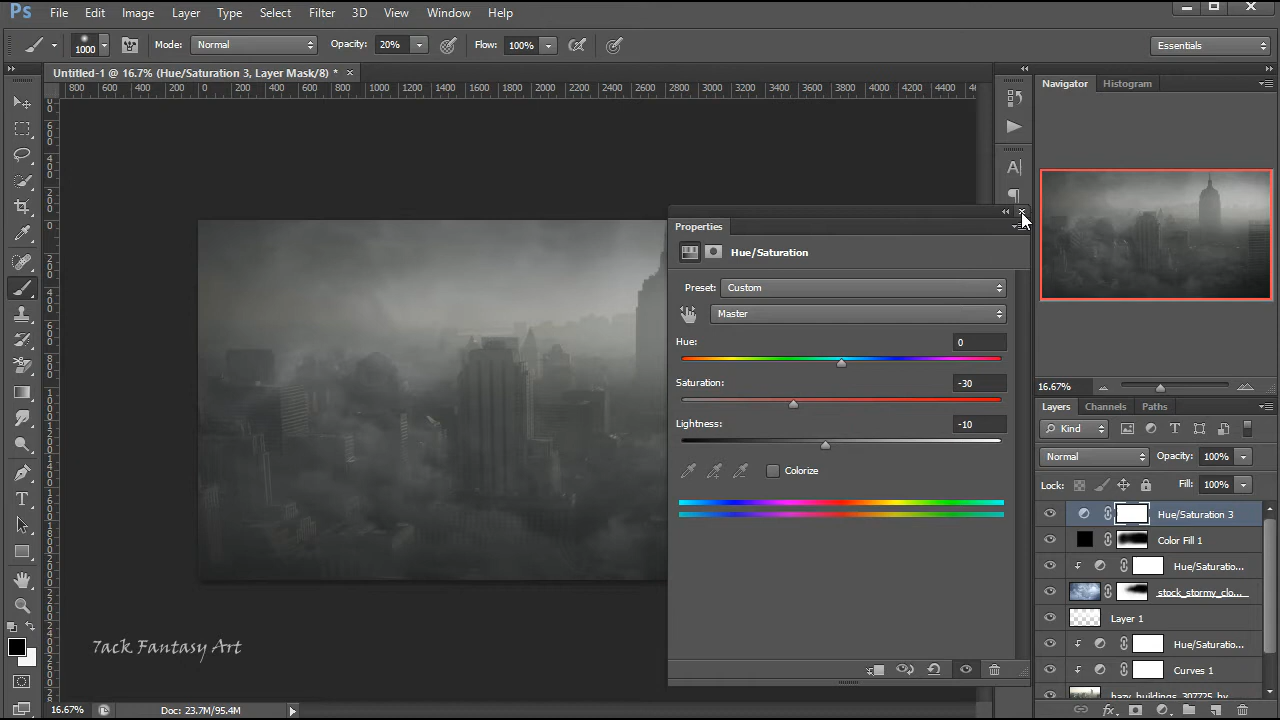 Ps File Edit Image Layer Type Select Filter 3D View Window Help
1000 Mode: Normal Opacity: 20% Flow: 100% Essentials
Untitled-1 @ 16.7% (Hue/Saturation 3, Layer Mask/8) *
800 600 400 200 0 200 400 600 800 1000 1200 1400 1600 1800 2000 2200 2400 2600 2800 3000 3200 3400 3600 3800 4000 4200 4400
Navigator Histogram
Properties
Hue/Saturation
Preset: Custom
Master
Hue: 0
Saturation: -30
Lightness: -10
Colorize
16.67%
Layers Channels Paths
Kind
Normal Opacity: 100%
Lock: Fill: 100%
Hue/Saturation 3
Color Fill 1
Hue/Saturatio...
stock_stormy_clo...
Layer 1
Hue/Saturatio...
Curves 1
hazy_buildings_307725_by
7ack Fantasy Art
16.67% Doc: 23.7M/95.4M